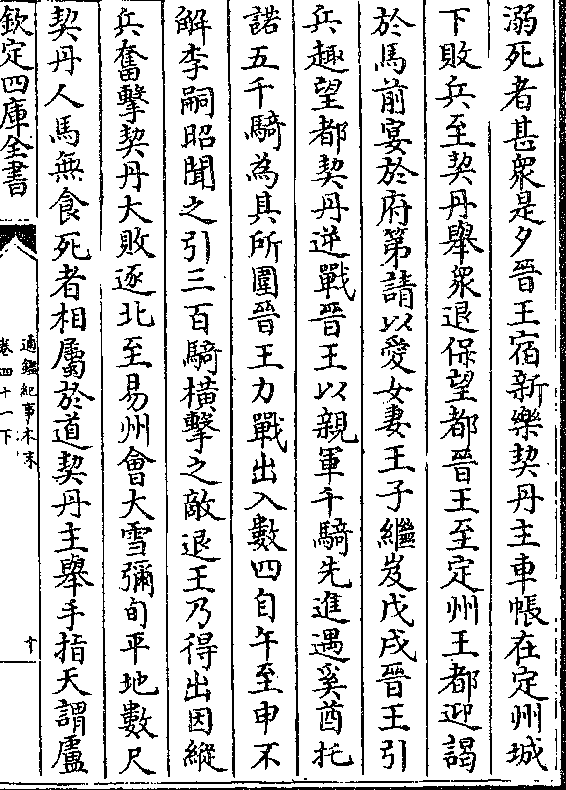 溺死者甚衆是夕晉王宿新樂契丹主車帳在定州城
下敗兵至契丹舉衆退保望都晉王至定州王都迎謁
於馬前宴於府第請以愛女妻王子繼岌戊戌晉王引
兵趣望都契丹逆戰晉王以親軍千騎先進遇奚酋托
諾五千騎為其所圍晉王力戰出入數四自午至申不
解李嗣昭聞之引三百騎橫擊之敵退王乃得出因縱
兵奮擊契丹大敗逐北至易州會大雪彌旬平地數尺
契丹人馬無食死者相屬於道契丹主舉手指天謂盧
欽定四庫全書
通鑑紀事本末
卷四十一下
十